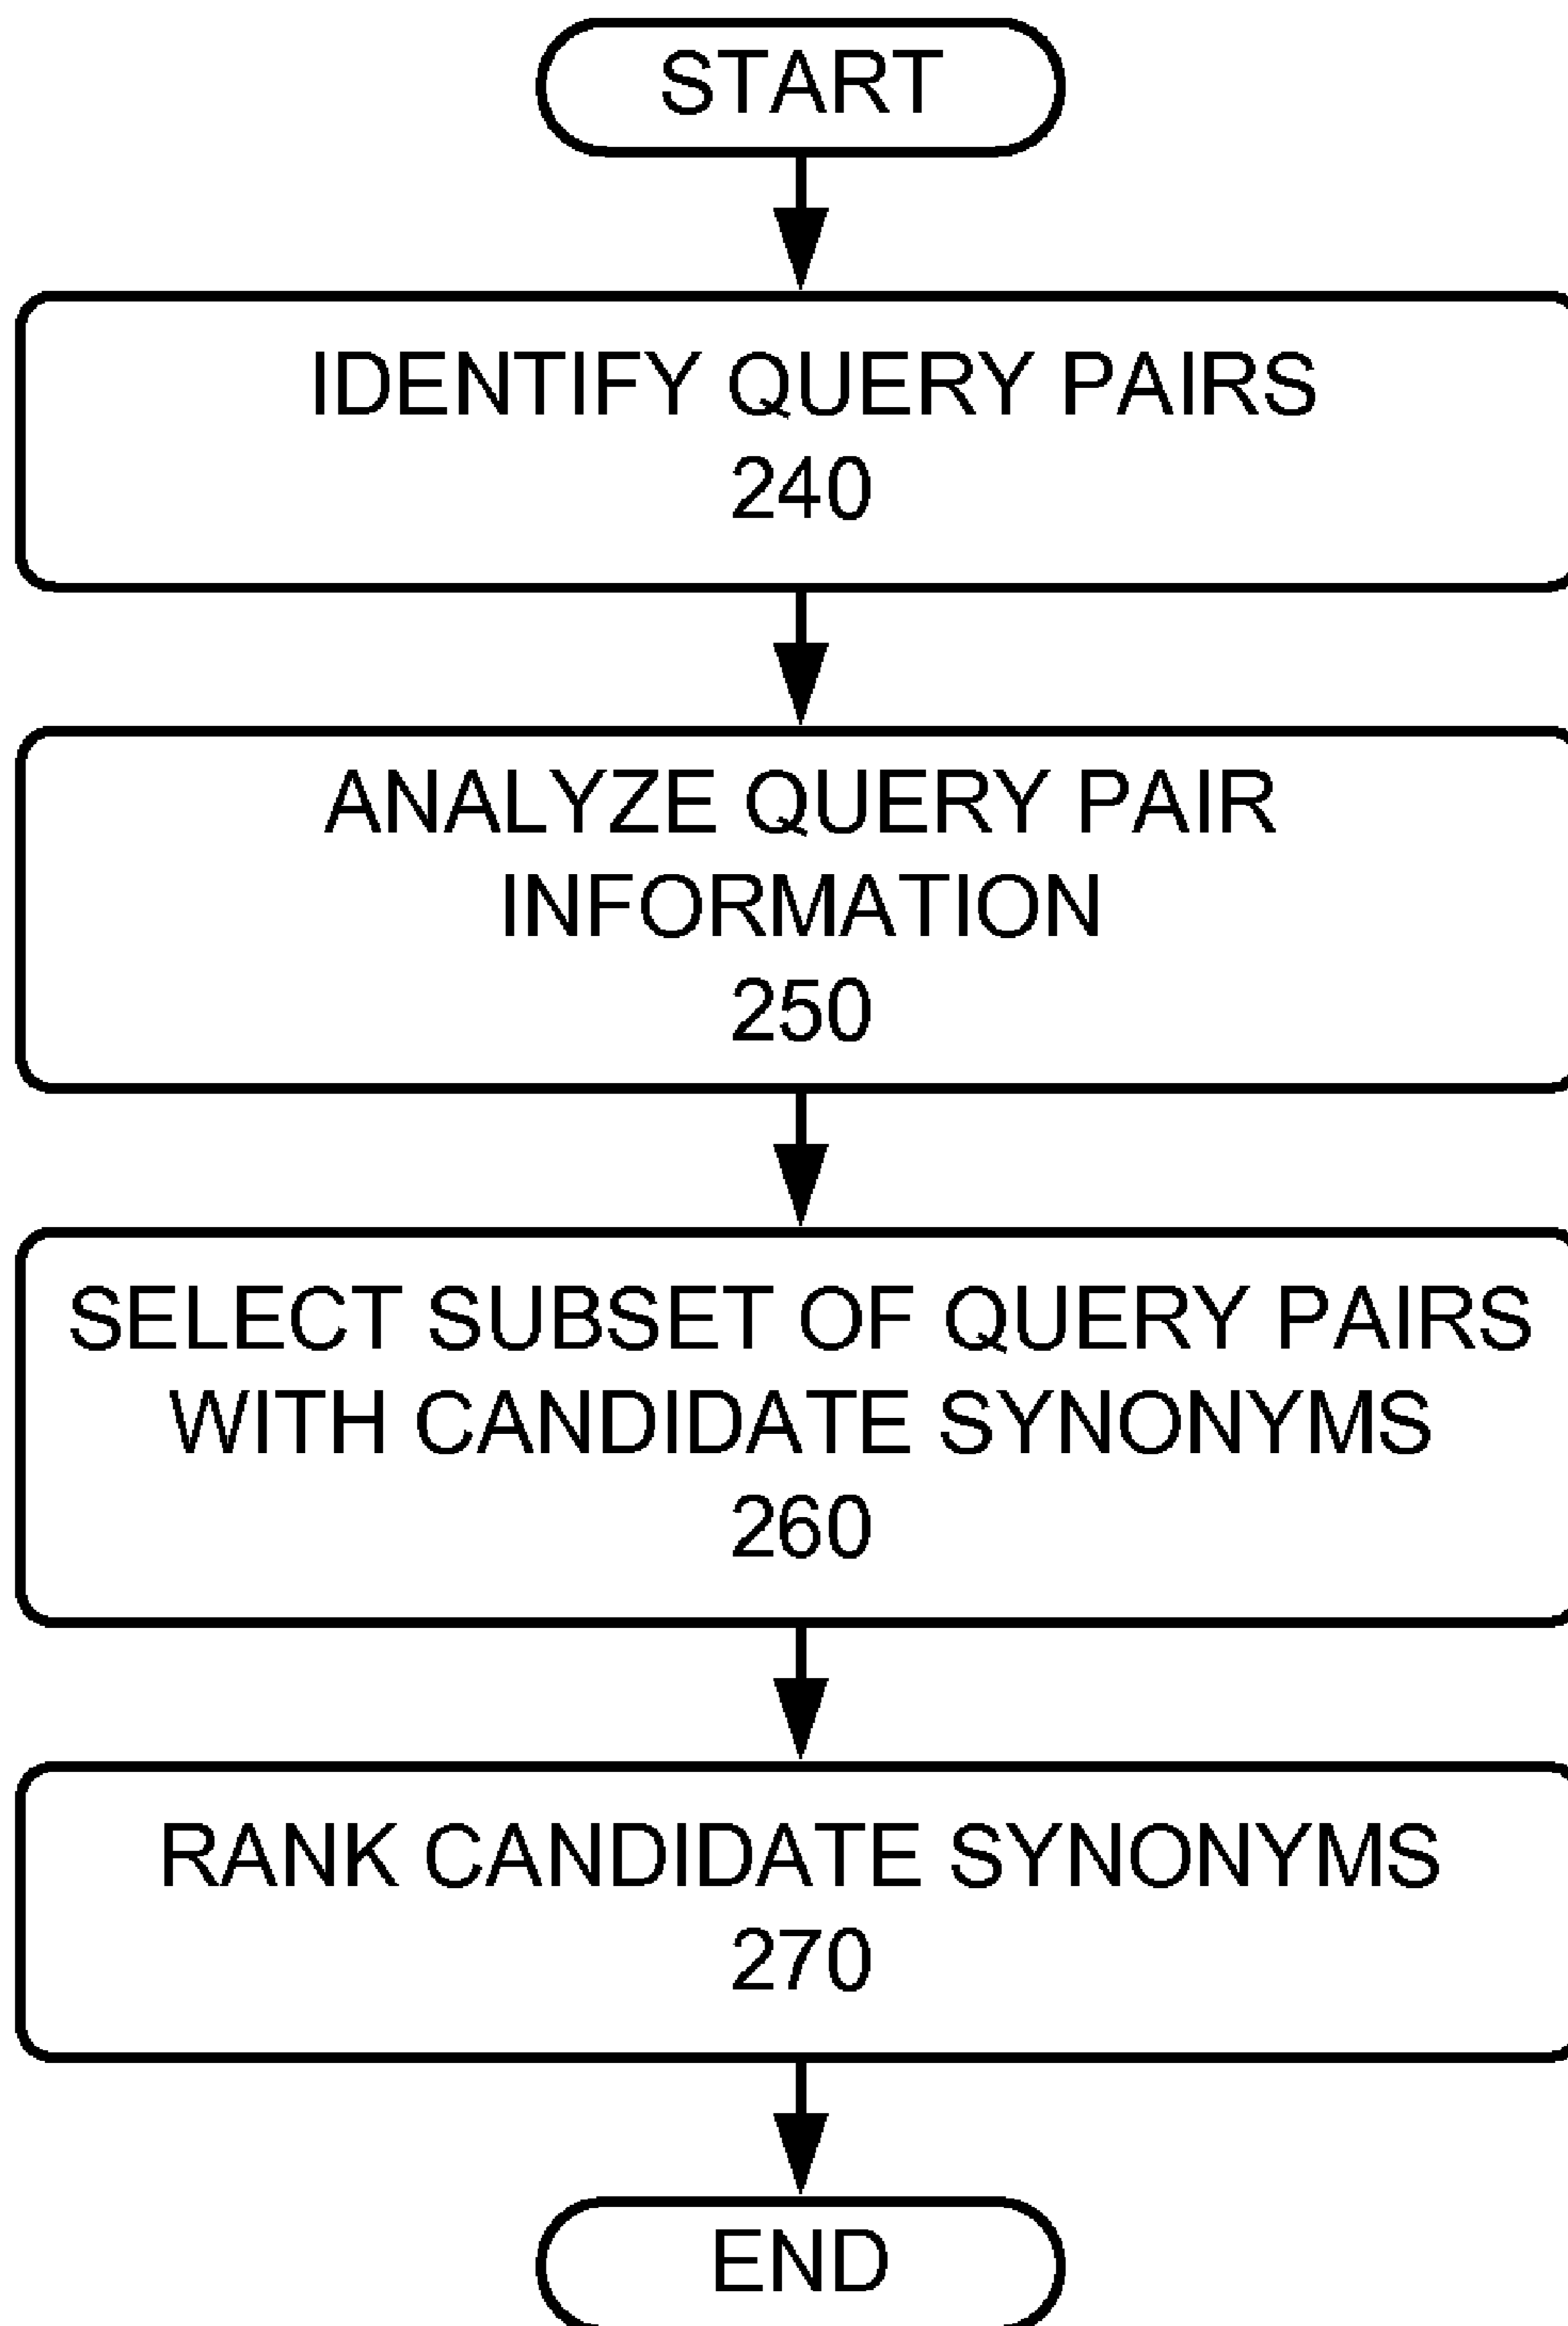 START
IDENTIFY QUERY PAIRS
240
ANALYZE QUERY PAIR
INFORMATION
250
SELECT SUBSET OF QUERY PAIRS
WITH CANDIDATE SYNONYMS
260
RANK CANDIDATE SYNONYMS
270
END